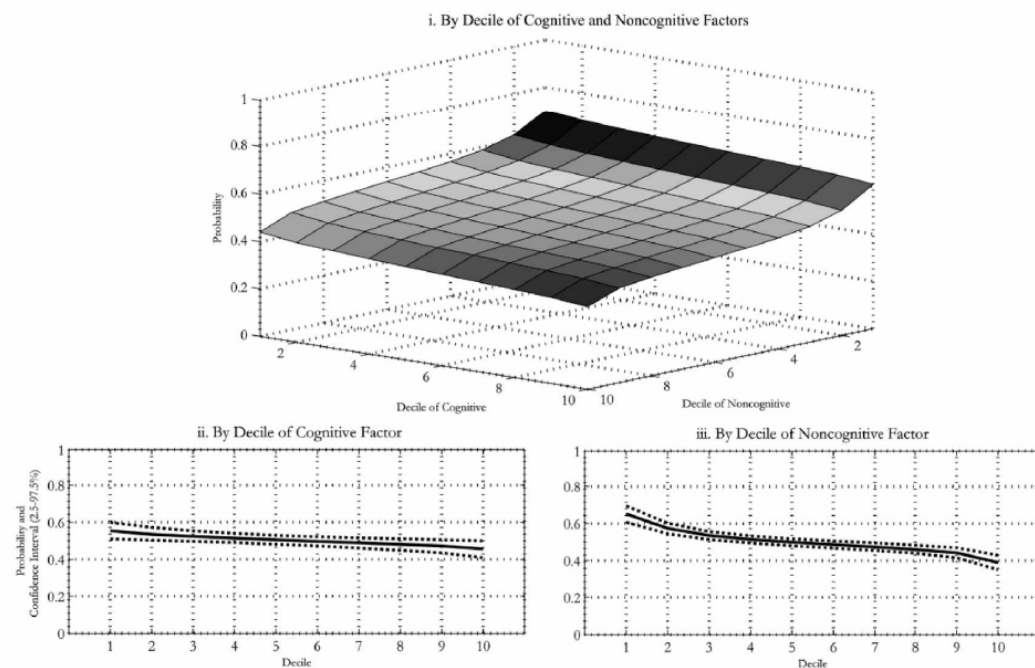 i. By Decile of Cognitive and Noncognitive Factors
1
0.8
0.6
0.4
0.2
0
Probability
2
4
6
8
10
Decile of Cognitive
10
8
6
4
2
Decile of Noncognitive
ii. By Decile of Cognitive Factor
1
0.8
0.6
0.4
0.2
0
Probability and
Confidence Interval (2.5-97.5%)
1 2 3 4 5 6 7 8 9 10
Decile
iii. By Decile of Noncognitive Factor
1
0.8
0.6
0.4
0.2
0
1 2 3 4 5 6 7 8 9 10
Decile